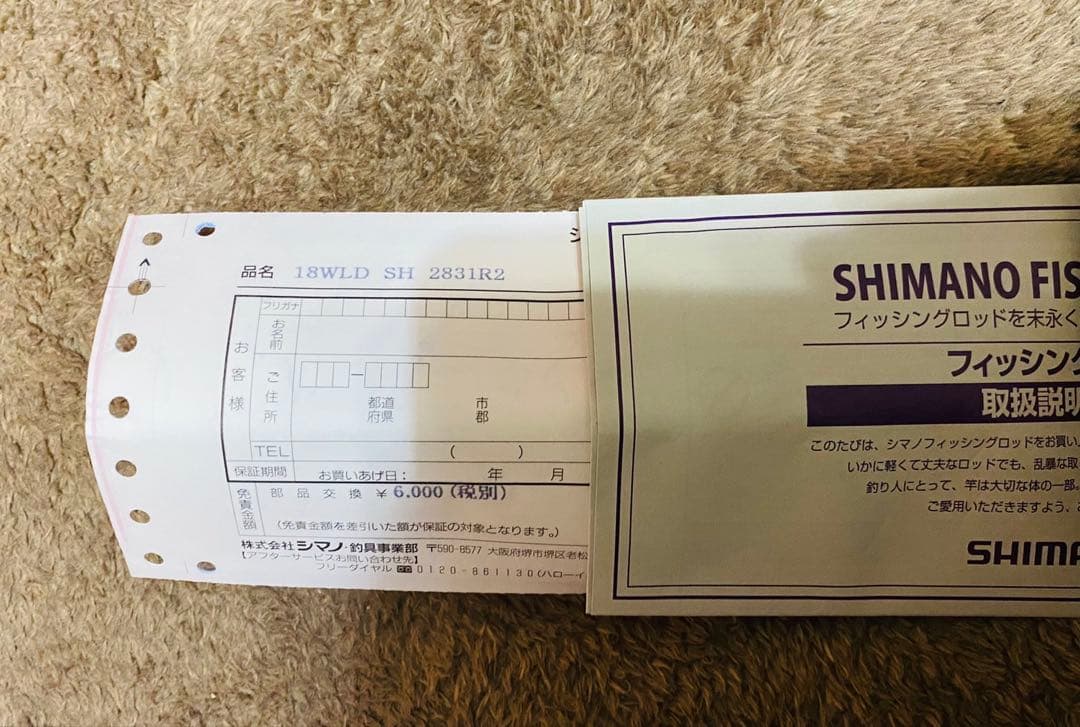 品名 18WLD SH 2831R2
フリガナ
お名前
お客様
ご住所
都道府県
市郡
TEL ( )
保証期間 お買いあげ日: 年 月
免責金額 部品交換 ¥6,000(税別)
(免責金額を差引いた額が保証の対象となります。)
株式会社シマノ・釣具事業部 〒590-8577 大阪府堺市堺区老松
【アフターサービスお問い合わせ先】
フリーダイヤル 0120-861130(ハローイ
SHIMANO FIS
フィッシングロッドを末永く
フィッシング
取扱説明
このたびは、シマノフィッシングロッドをお買い
いかに軽くて丈夫なロッドでも、乱暴な取
釣り人にとって、竿は大切な体の一部。
ご愛用いただきますよう、
SHIMA